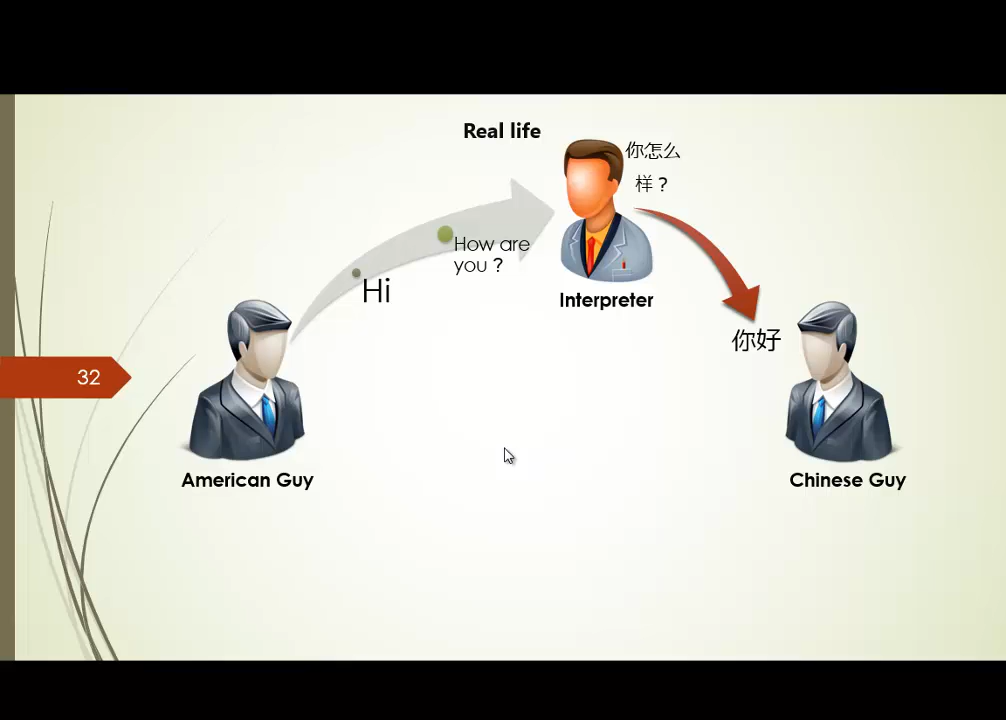 Real life
你怎么
样？
How are
you ?
Hi
Interpreter
你好
32
American Guy
Chinese Guy